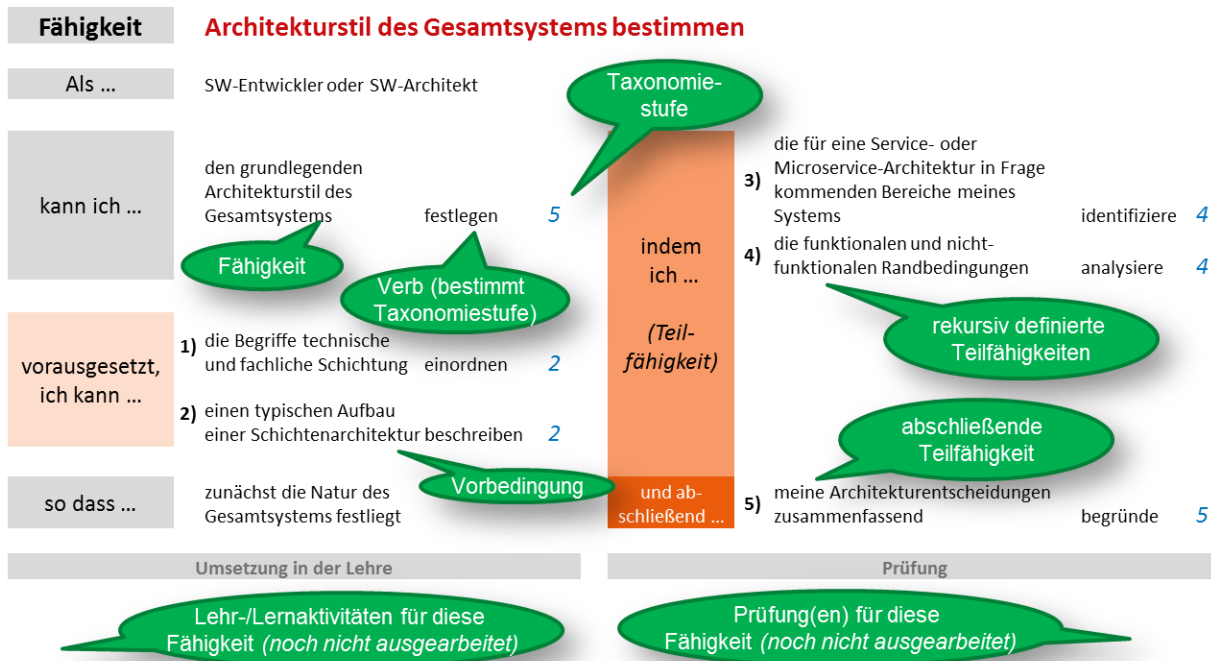 Fähigkeit
Architekturstil des Gesamtsystems bestimmen
Als ...
SW-Entwickler oder SW-Architekt
Taxonomie-
stufe
kann ich ...
den grundlegenden
Architekturstil des
Gesamtsystems festlegen 5
Fähigkeit
Verb (bestimmt
Taxonomiestufe)
vorausgesetzt,
ich kann ...
1) die Begriffe technische
und fachliche Schichtung einordnen 2
2) einen typischen Aufbau
einer Schichtenarchitektur beschreiben 2
Vorbedingung
so dass ...
zunächst die Natur des
Gesamtsystems festliegt
indem
ich ...
(Teil-
fähigkeit)
die für eine Service- oder
3) Microservice-Architektur in Frage
kommenden Bereiche meines
Systems identifiziere 4
4) die funktionalen und nicht-
funktionalen Randbedingungen analysiere 4
rekursiv definierte
Teilfähigkeiten
abschließende
Teilfähigkeit
und ab-
schließend ...
5) meine Architekturentscheidungen
zusammenfassend begründe 5
Umsetzung in der Lehre
Prüfung
Lehr-/Lernaktivitäten für diese
Fähigkeit (noch nicht ausgearbeitet)
Prüfung(en) für diese
Fähigkeit (noch nicht ausgearbeitet)